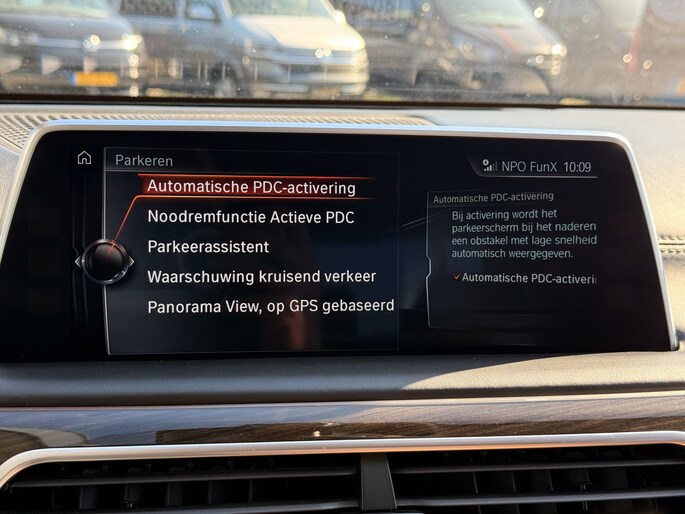 Parkeren
NPO FunX 10:09
Automatische PDC-activering
Noodremfunctie Actieve PDC
Parkeerassistent
Waarschuwing kruisend verkeer
Panorama View, op GPS gebaseerd
Automatische PDC-activering
Bij activering wordt het
parkeerscherm bij het naderen
een obstakel met lage snelheid
automatisch weergegeven.
Automatische PDC-activeri